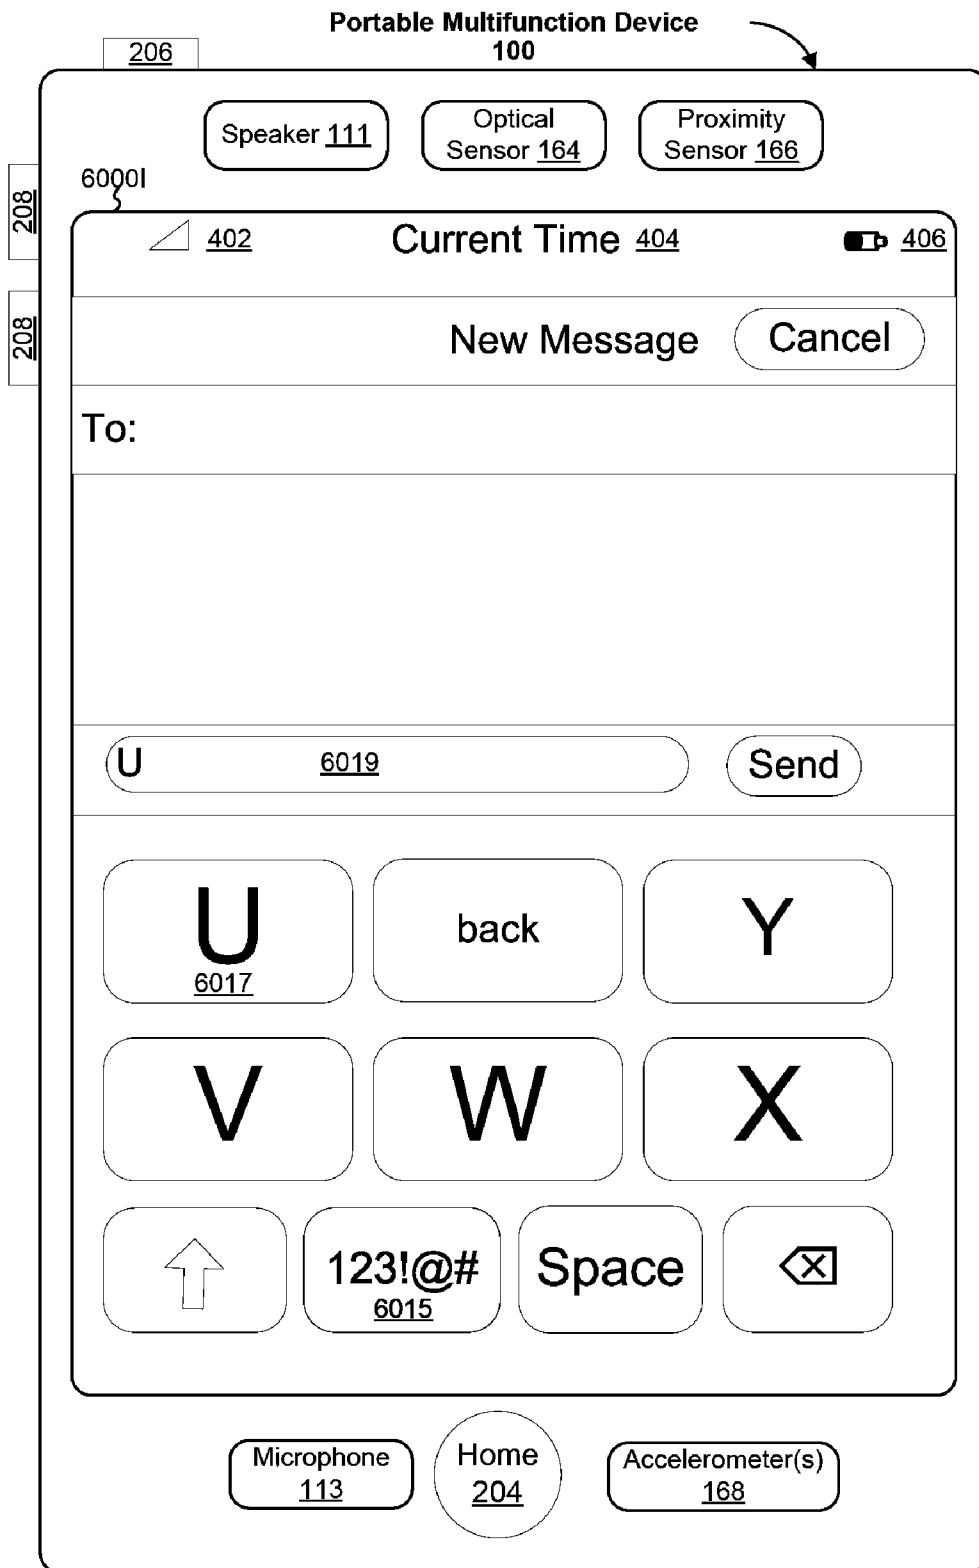 Portable Multifunction Device
100
206
Speaker 111
Optical
Sensor 164
Proximity
Sensor 166
208
6000I
402
Current Time 404
406
208
New Message
Cancel
To:
U
6019
Send
U
6017
back
Y
V
W
X
123!@#
6015
Space
Microphone
113
Home
204
Accelerometer(s)
168